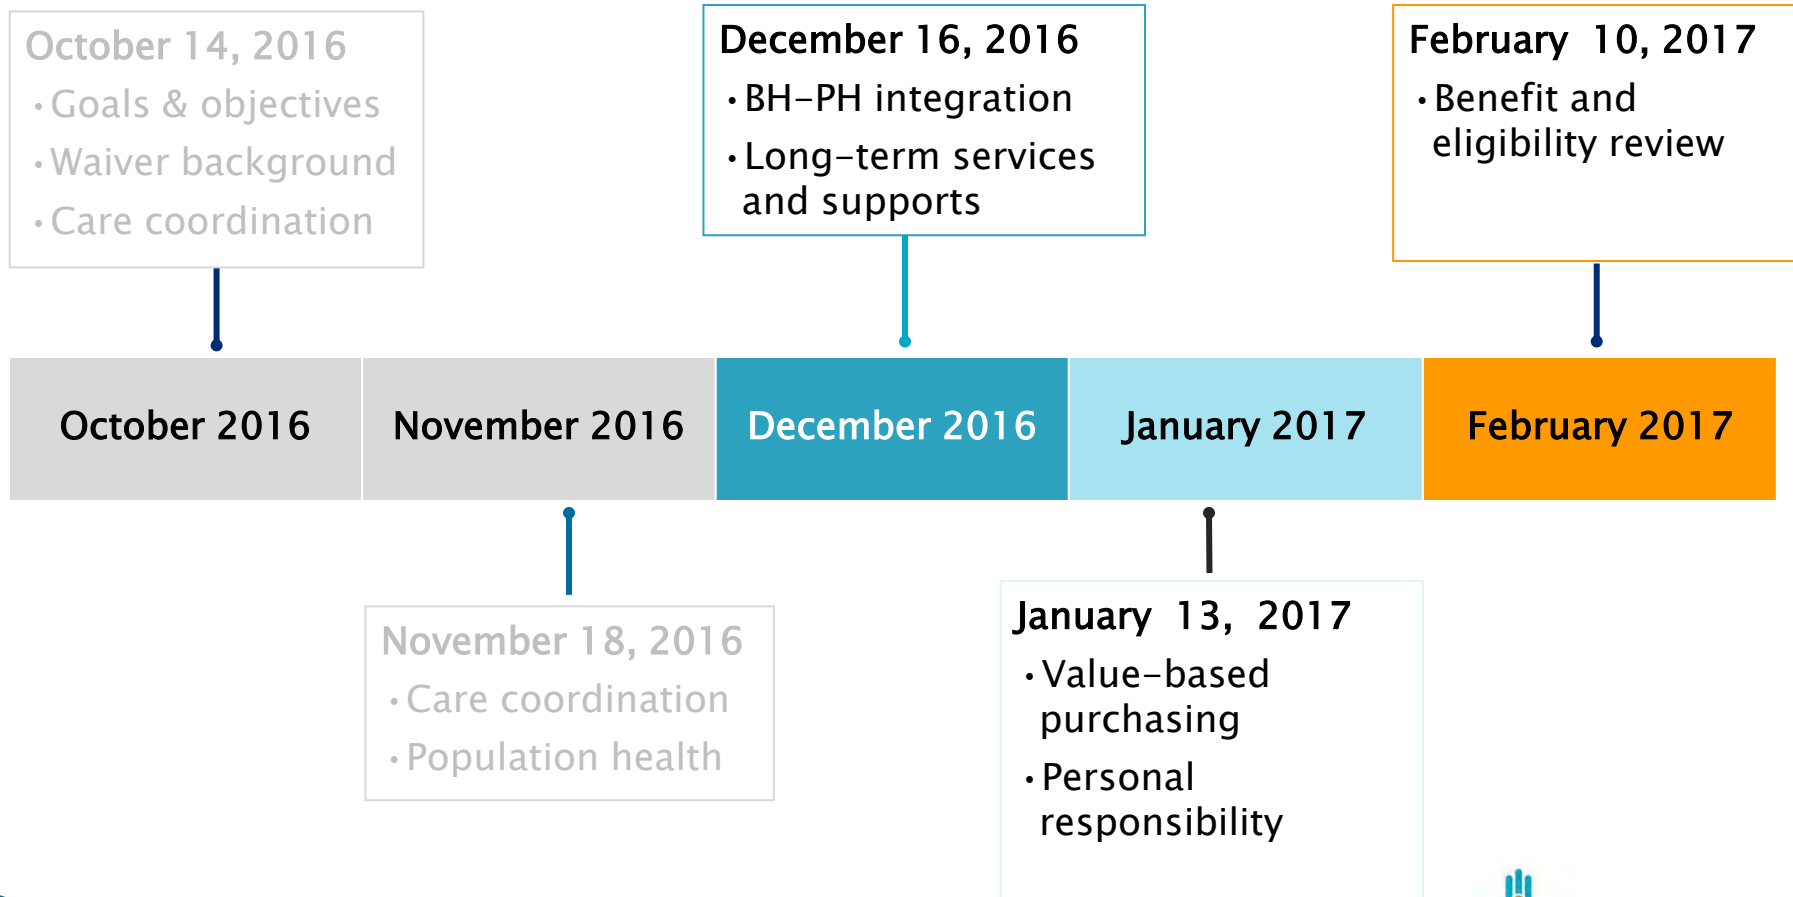 October 14, 2016
• Goals & objectives
• Waiver background
• Care coordination
December 16, 2016
• BH-PH integration
• Long-term services
and supports
February 10, 2017
• Benefit and
eligibility review
October 2016
November 2016
December 2016
January 2017
February 2017
November 18, 2016
• Care coordination
• Population health
January 13, 2017
• Value-based
purchasing
• Personal
responsibility